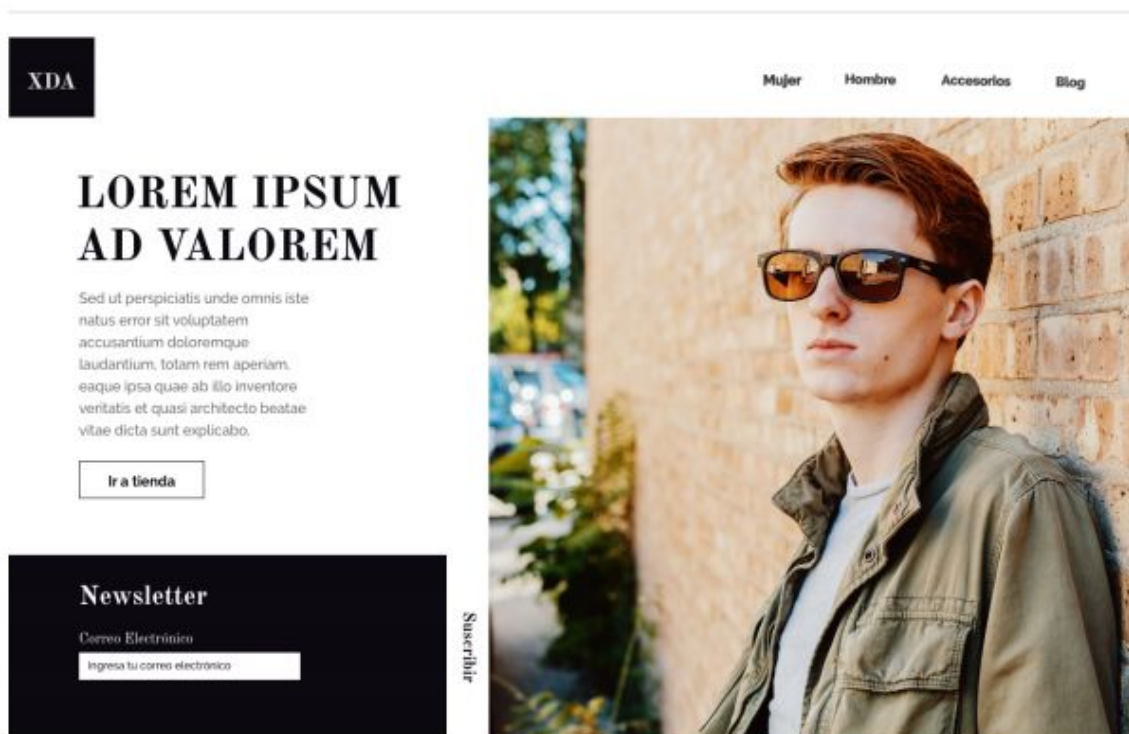 XDA
Mujer Hombre Accesorios Blog
LOREM IPSUM
AD VALOREM
Sed ut perspiciatis unde omnis iste
natus error sit voluptatem
accusantium doloremque
laudantium, totam rem aperiam,
eaque ipsa quae ab illo inventore
veritatis et quasi architecto beatae
vitae dicta sunt explicabo.
Ir a tienda
Newsletter
Correo Electrónico
Ingresa tu correo electrónico
Suscribir